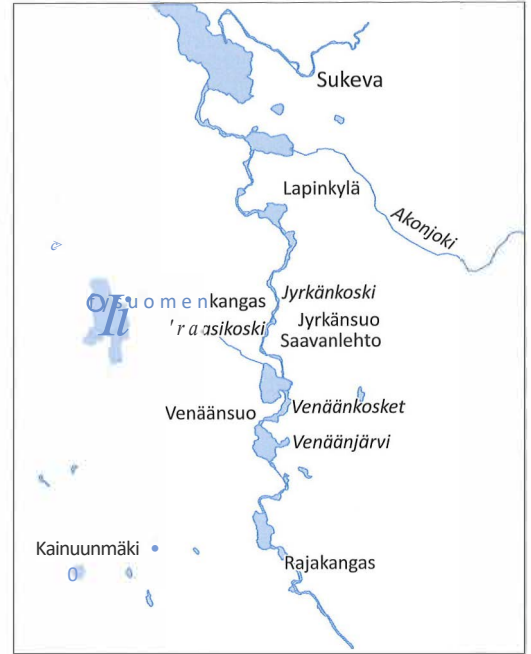 Sukeva
Lapinkylä
Akonjoki
kangas
Jyrkänkoski
Jyrkänsuo
Saavanlehto
Venäänkosket
Venäänsuo
Venäänjärvi
Kainuunmäki
Rajakangas